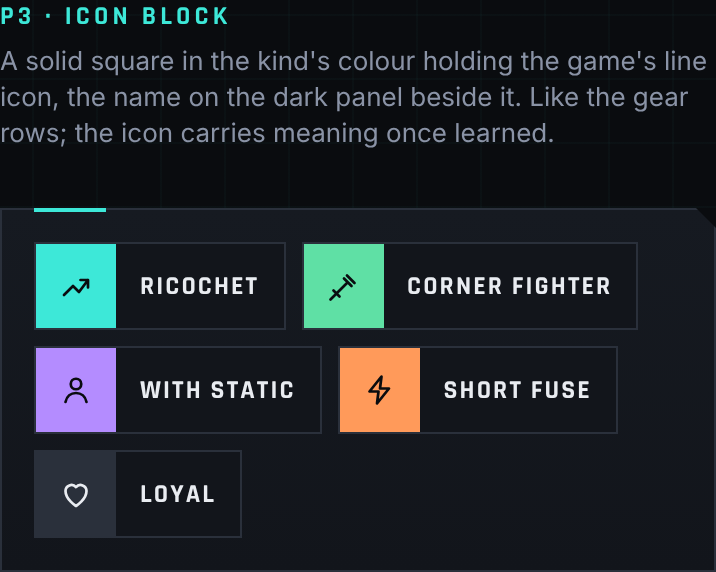 P3 · ICON BLOCK
A solid square in the kind's colour holding the game's line
icon, the name on the dark panel beside it. Like the gear
rows; the icon carries meaning once learned.
RICOCHET
CORNER FIGHTER
WITH STATIC
SHORT FUSE
LOYAL